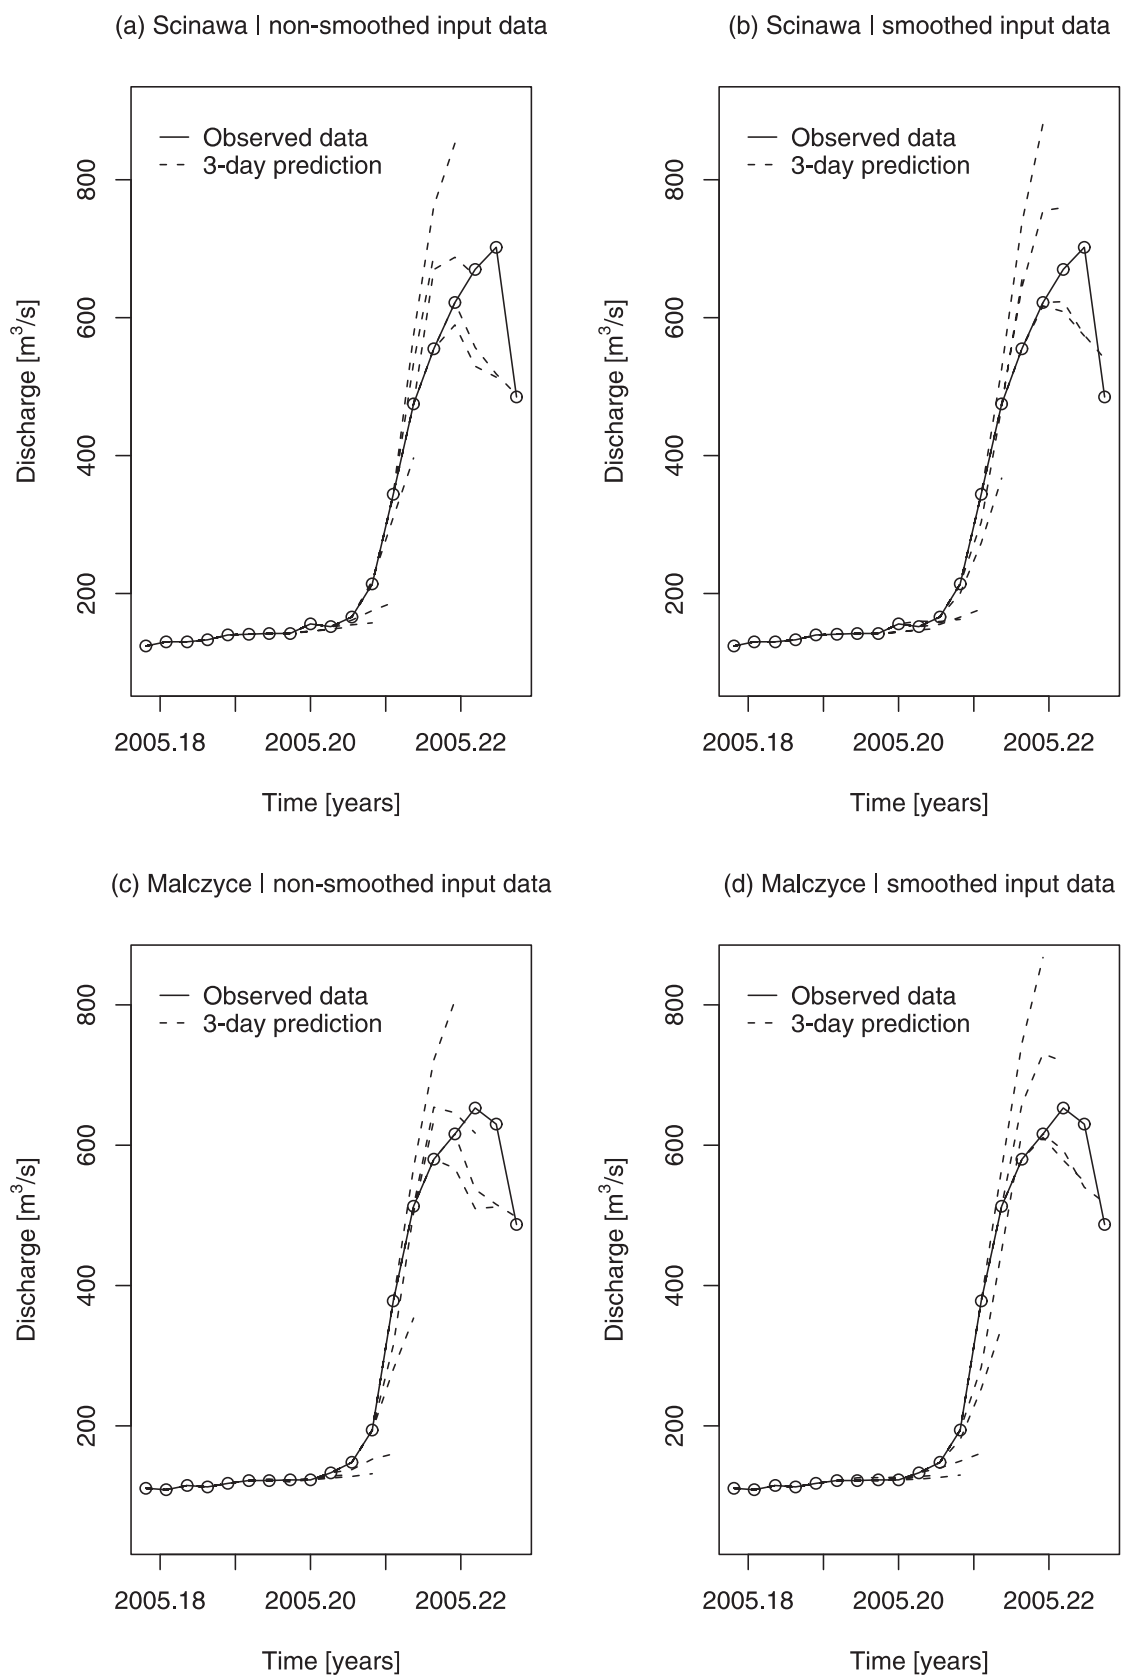 (a) Scinawa | non-smoothed input data
Observed data
3-day prediction
800
600
400
200
Discharge [m³/s]
2005.18 2005.20 2005.22
Time [years]
(b) Scinawa | smoothed input data
Observed data
3-day prediction
800
600
400
200
Discharge [m³/s]
2005.18 2005.20 2005.22
Time [years]
(c) Malczyce | non-smoothed input data
Observed data
3-day prediction
800
600
400
200
Discharge [m³/s]
2005.18 2005.20 2005.22
Time [years]
(d) Malczyce | smoothed input data
Observed data
3-day prediction
800
600
400
200
Discharge [m³/s]
2005.18 2005.20 2005.22
Time [years]